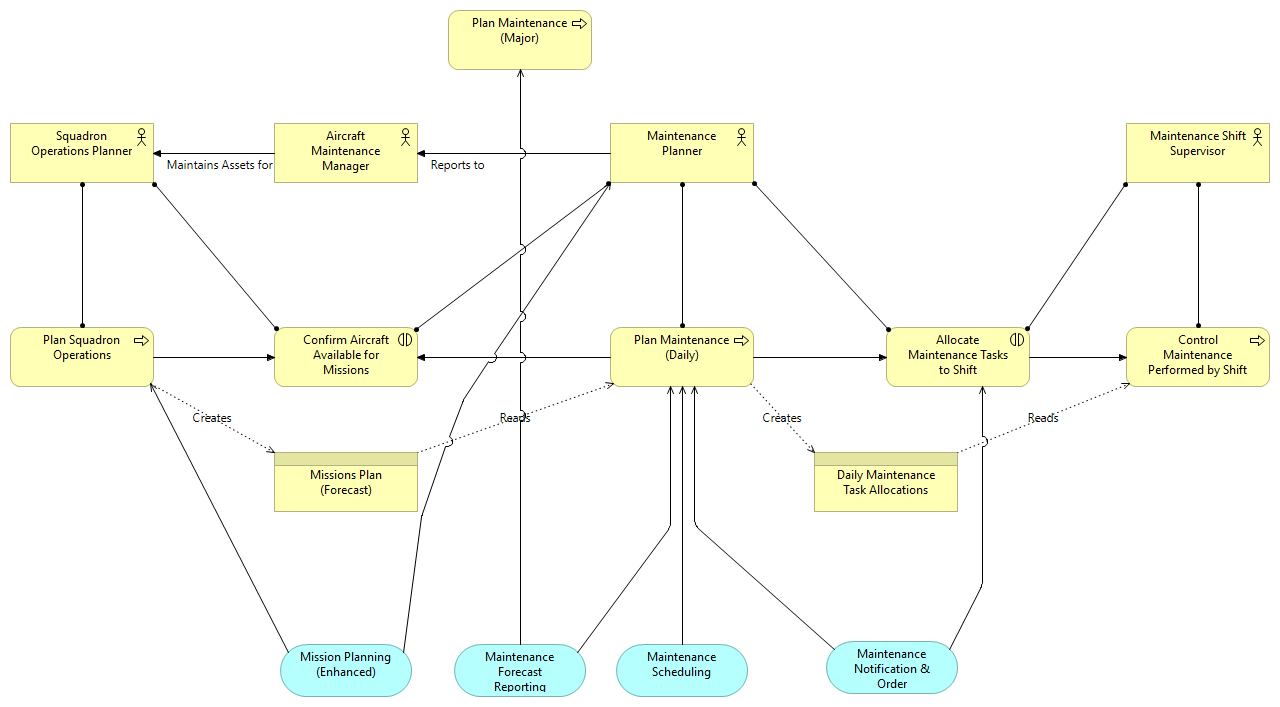 Plan Maintenance
(Major)
Squadron
Operations Planner
Maintains Assets for
Aircraft
Maintenance
Manager
Reports to
Maintenance
Planner
Maintenance Shift
Supervisor
Plan Squadron
Operations
Confirm Aircraft
Available for
Missions
Plan Maintenance
(Daily)
Allocate
Maintenance Tasks
to Shift
Control
Maintenance
Performed by Shift
Creates
Reads
Creates
Reads
Missions Plan
(Forecast)
Daily Maintenance
Task Allocations
Mission Planning
(Enhanced)
Maintenance
Forecast
Reporting
Maintenance
Scheduling
Maintenance
Notification &
Order